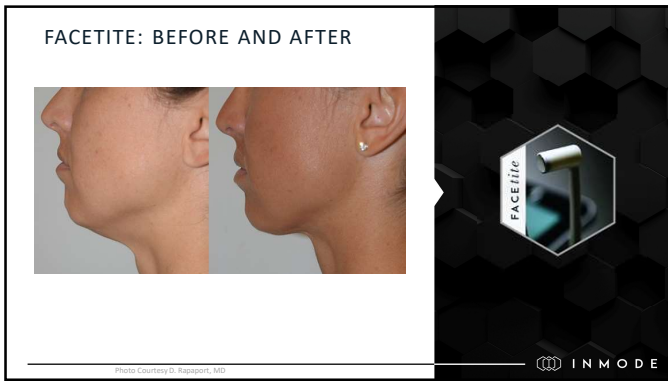 FACETITE: BEFORE AND AFTER
FACEtite
Photo Courtesy D. Rapaport, MD
INMODE